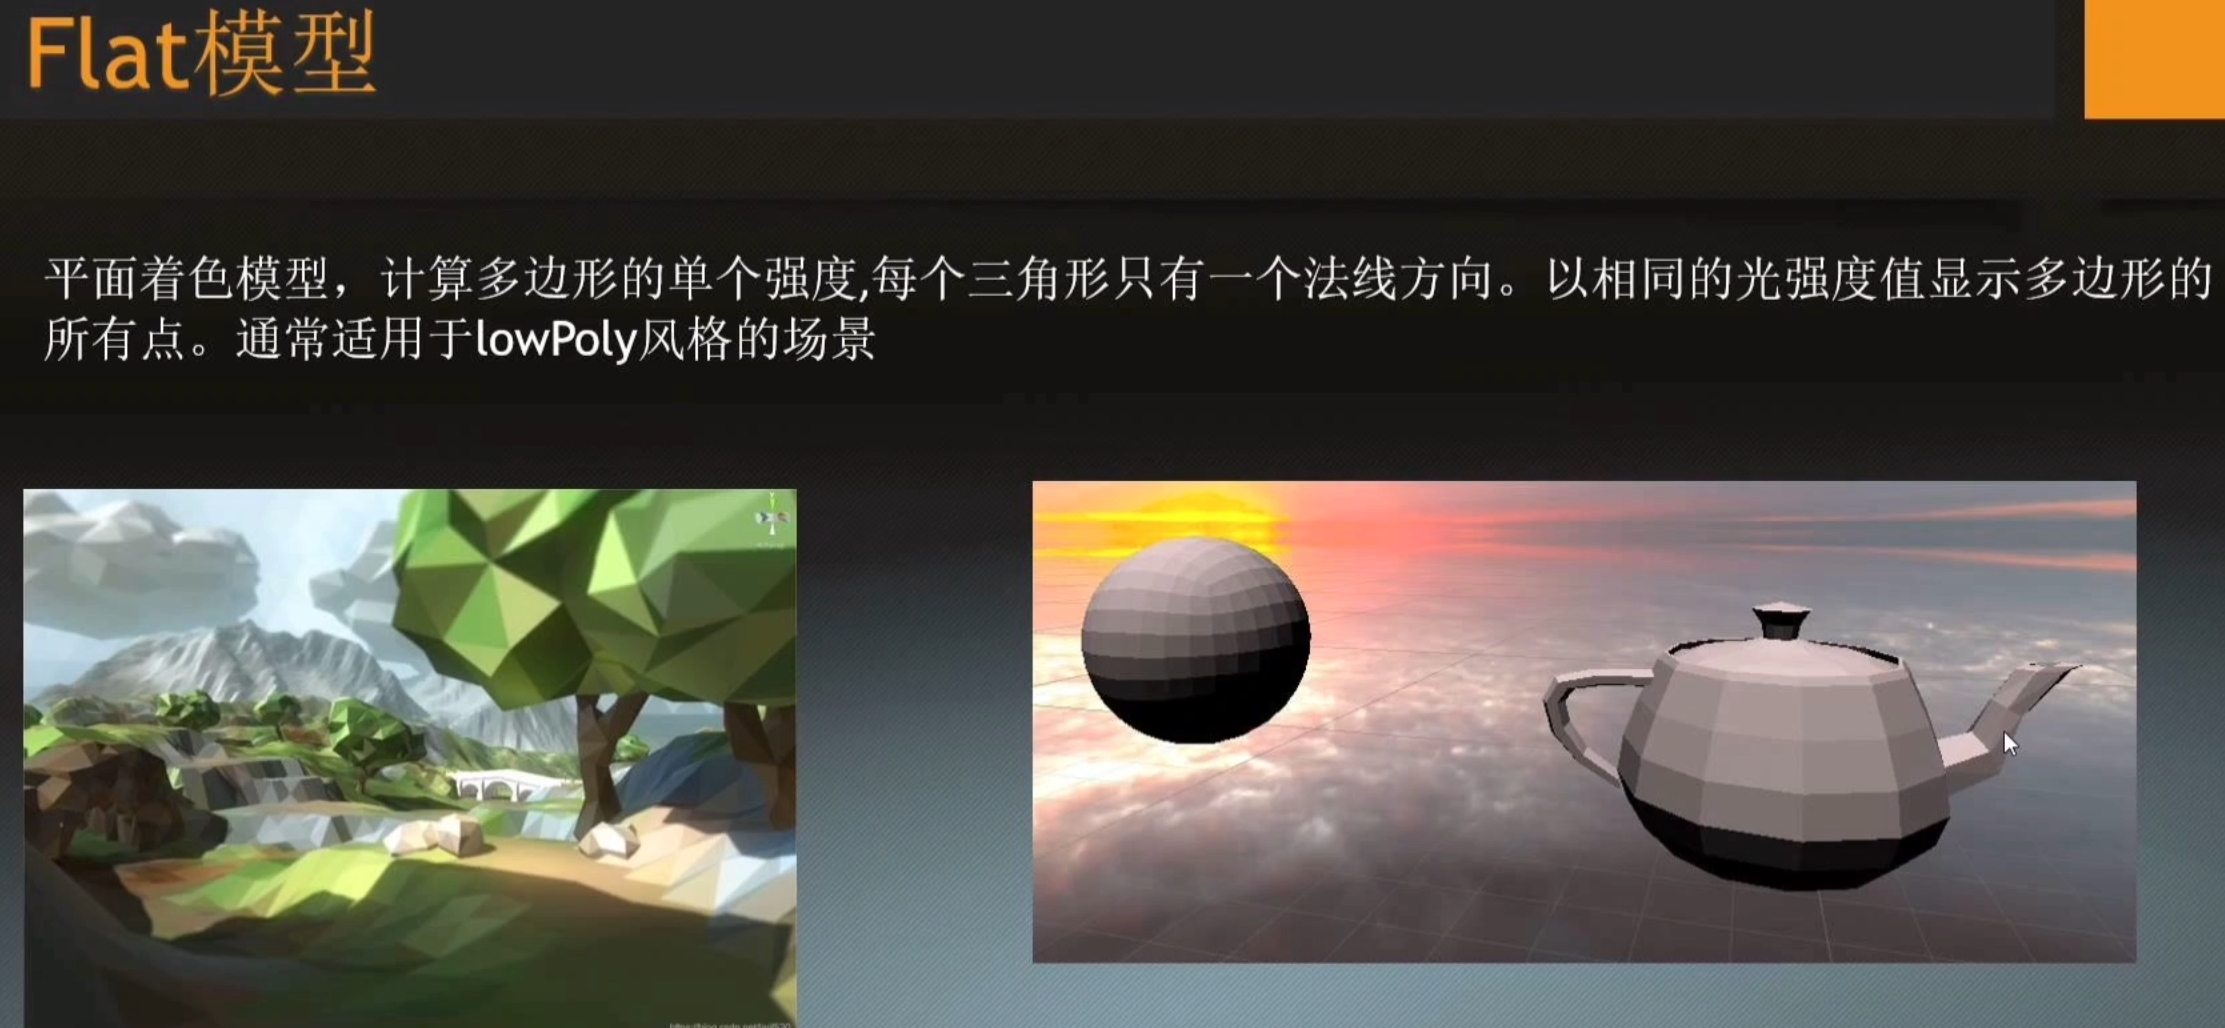 Flat模型
平面着色模型，计算多边形的单个强度,每个三角形只有一个法线方向。以相同的光强度值显示多边形的
所有点。通常适用于lowPoly风格的场景